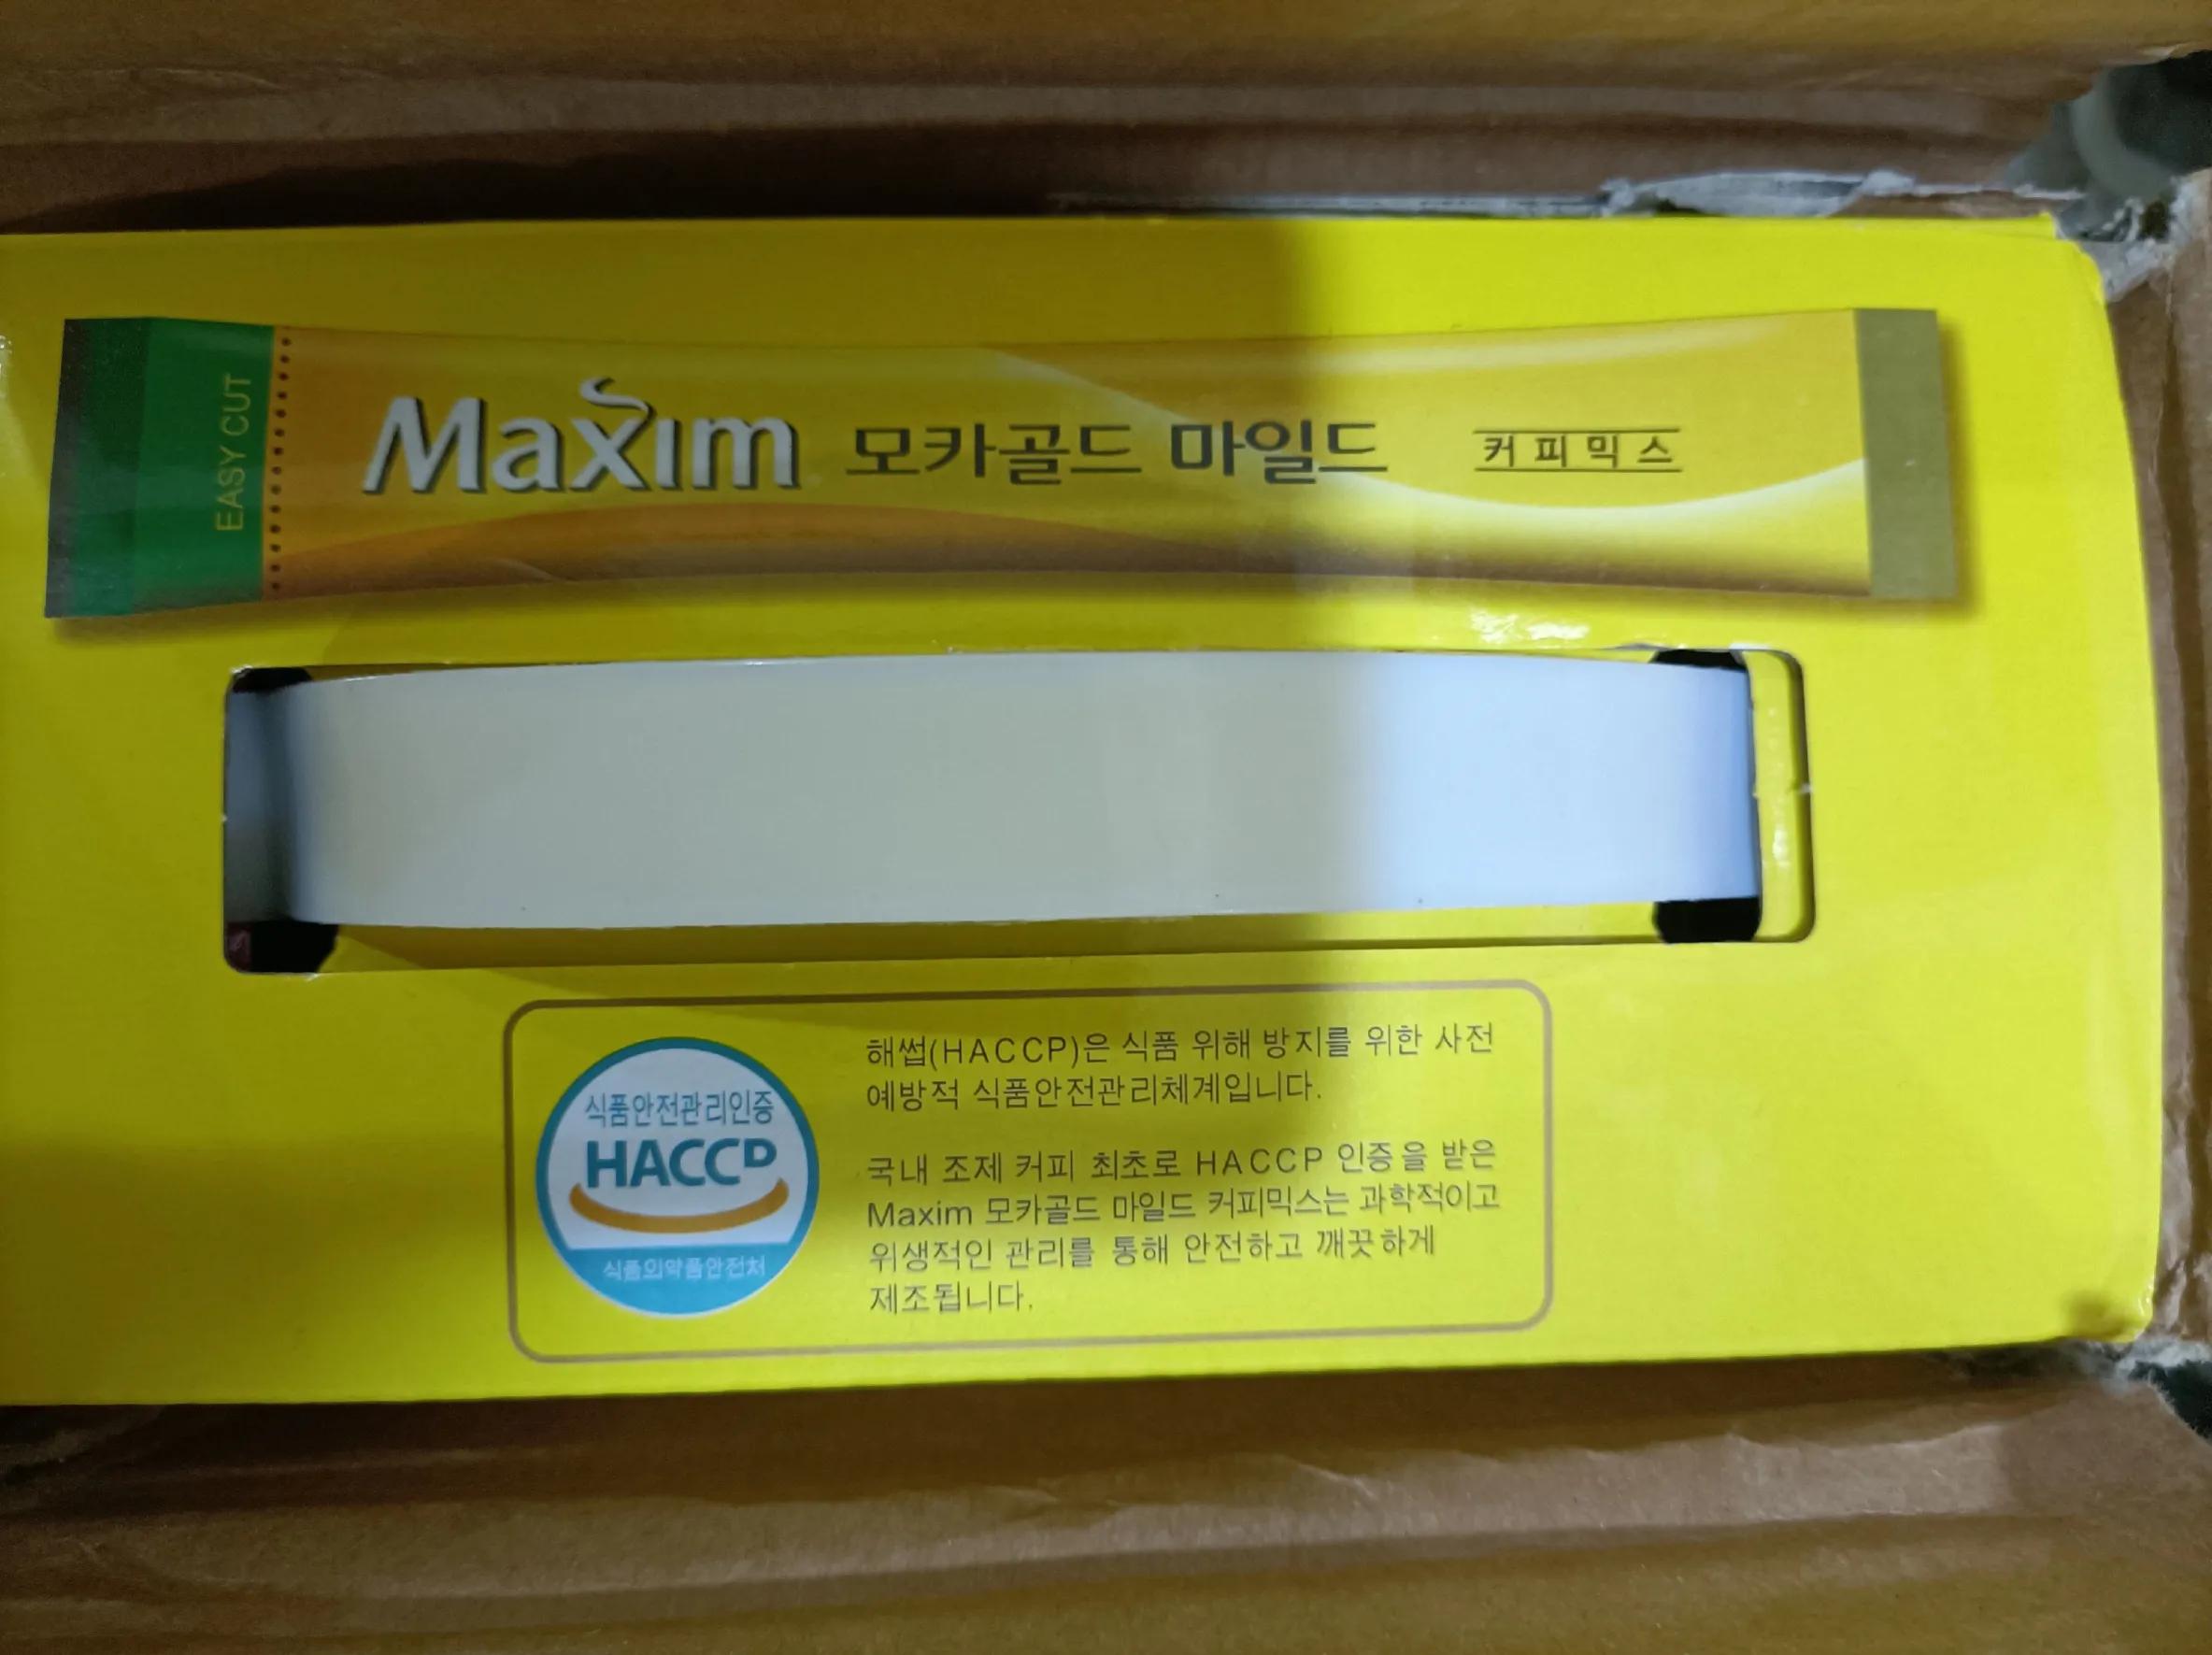 EASY CUT
Maxim 모카골드 마일드 커피믹스
해썹(HACCP)은 식품 위해 방지를 위한 사전
예방적 식품안전관리체계입니다.
식품안전관리인증
HACCP
식품의약품안전처
국내 조제 커피 최초로 HACCP 인증을 받은
Maxim 모카골드 마일드 커피믹스는 과학적이고
위생적인 관리를 통해 안전하고 깨끗하게
제조됩니다.